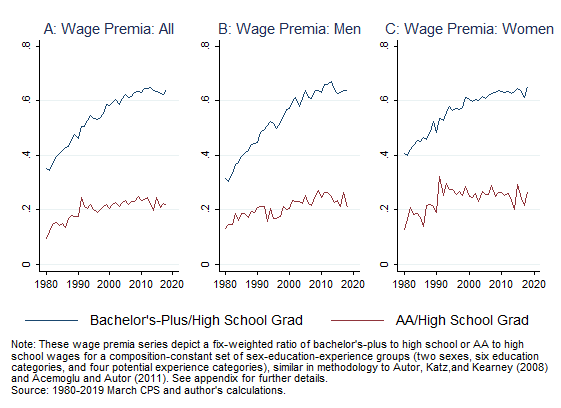 A: Wage Premia: All
B: Wage Premia: Men
C: Wage Premia: Women
.8
.6
.4
.2
0
1980 1990 2000 2010 2020
.8
.6
.4
.2
0
1980 1990 2000 2010 2020
.8
.6
.4
.2
0
1980 1990 2000 2010 2020
Bachelor's-Plus/High School Grad
AA/High School Grad
Note: These wage premia series depict a fix-weighted ratio of bachelor's-plus to high school or AA to high
school wages for a composition-constant set of sex-education-experience groups (two sexes, six education
categories, and four potential experience categories), similar in methodology to Autor, Katz,and Kearney (2008)
and Acemoglu and Autor (2011). See appendix for further details.
Source: 1980-2019 March CPS and author's calculations.